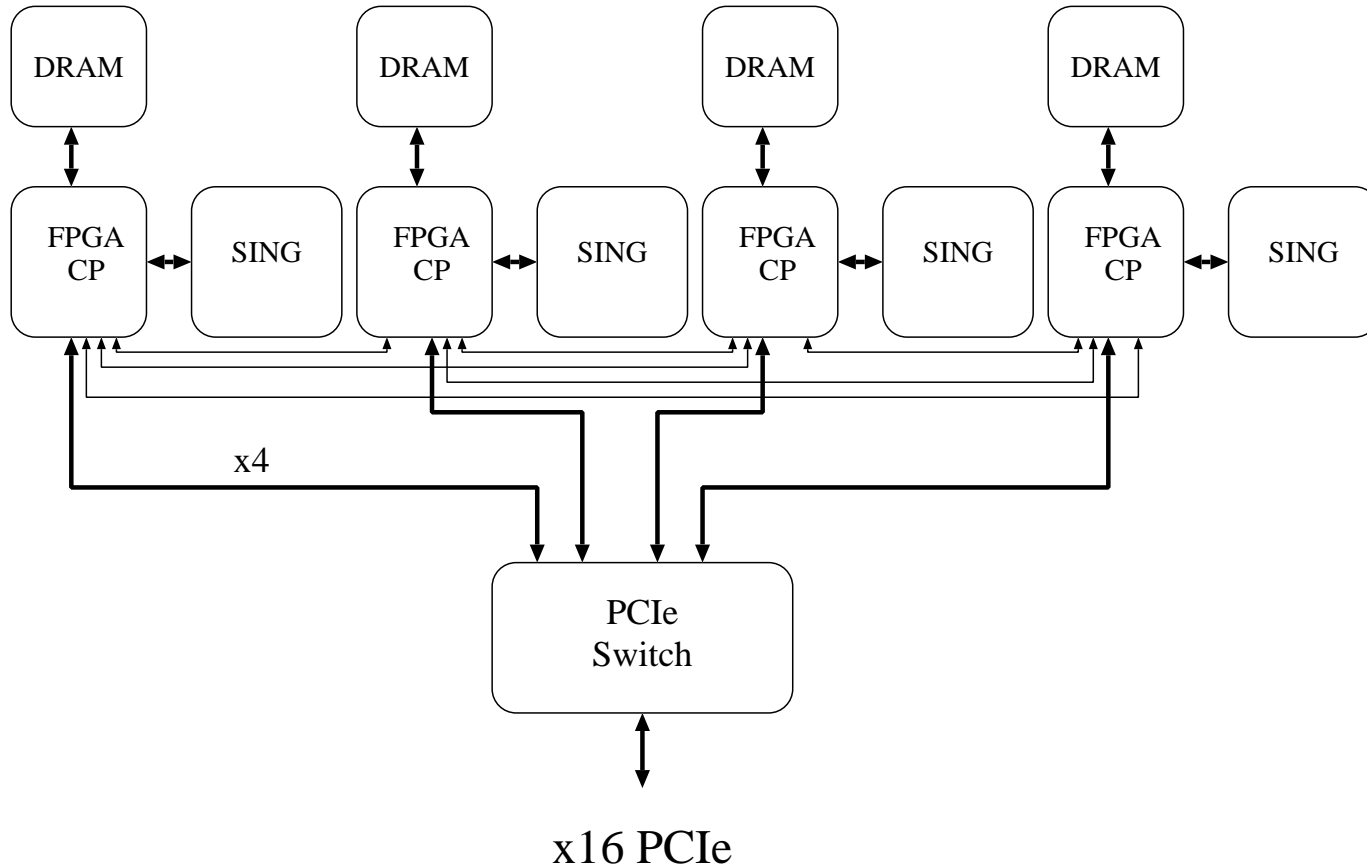 DRAM
DRAM
DRAM
DRAM
FPGA
CP
SING
FPGA
CP
SING
FPGA
CP
SING
FPGA
CP
SING
x4
PCIe
Switch
x16 PCIe